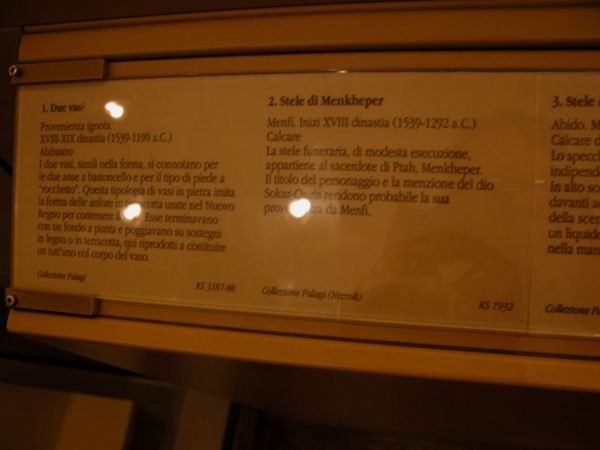 1. Due vasi
Provenienza ignota
XVIII-XIX dinastia (1539-1190 a.C.)
Alabastro
I due vasi, simili nella forma, si connotano per
le due anse a bastoncello e per il tipo di piede a
"rocchetto". Questa tipologia di vasi in pietra imita
la forma delle anfore in terracotta usate nel Nuovo
Regno per contenere il Esse terminavano
con un fondo a punta e poggiavano su sostegni
in legno o in terracotta, qui riprodotti a costituire
un tutt'uno col corpo del vaso.
Collezione Palagi
KS 3187-88
2. Stele di Menkheper
Menfi. Inizi XVIII dinastia (1539-1292 a.C.)
Calcare
La stele funeraria, di modesta esecuzione,
appartiene al sacerdote di Ptah, Menkheper.
Il titolo del personaggio e la menzione del dio
Sokar-Osiris rendono probabile la sua
provenienza da Menfi.
Collezione Palagi (Nizzoli)
KS 1932
3. Stele
Abido. M
Calcare d
Lo specch
indipend
In alto so
davanti a
della scen
un liquid
nella man
Collezione Pa